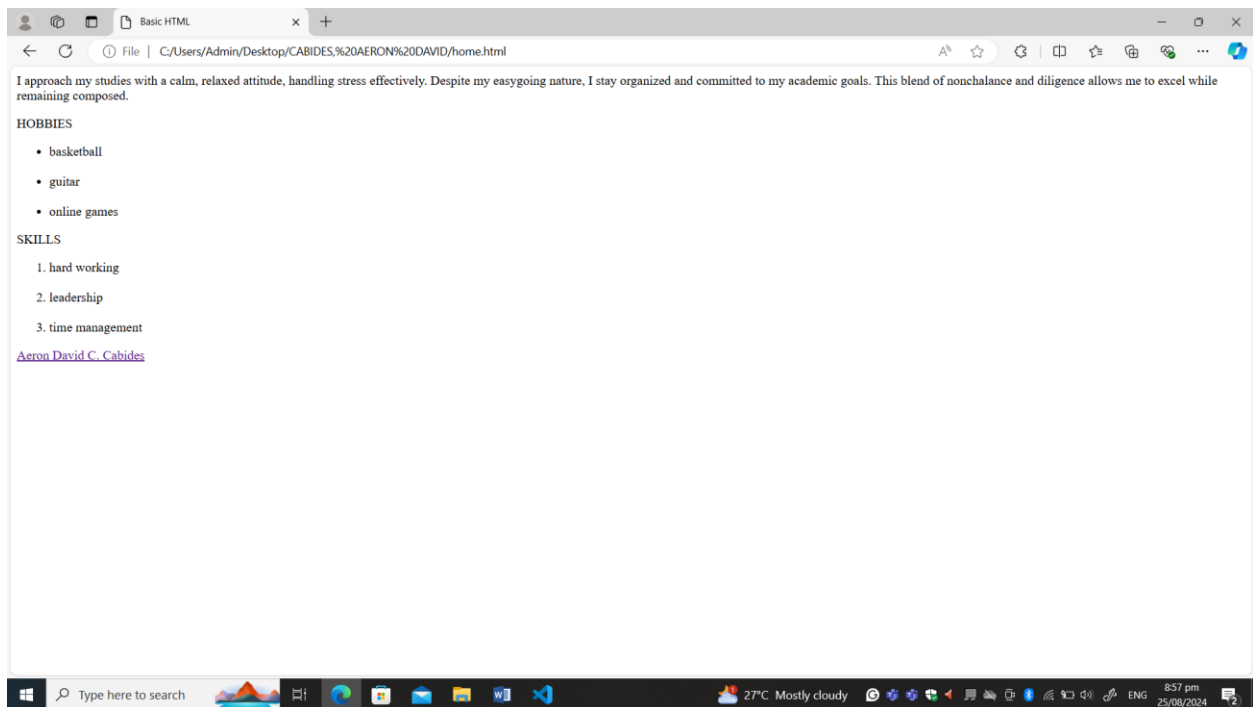 Basic HTML
File | C:/Users/Admin/Desktop/CABIDES,%20AERON%20DAVID/home.html
I approach my studies with a calm, relaxed attitude, handling stress effectively. Despite my easygoing nature, I stay organized and committed to my academic goals. This blend of nonchalance and diligence allows me to excel while
remaining composed.
HOBBIES
• basketball
• guitar
• online games
SKILLS
1. hard working
2. leadership
3. time management
Aeron David C. Cabides
Type here to search
27°C Mostly cloudy
ENG
8:57 pm
25/08/2024
2